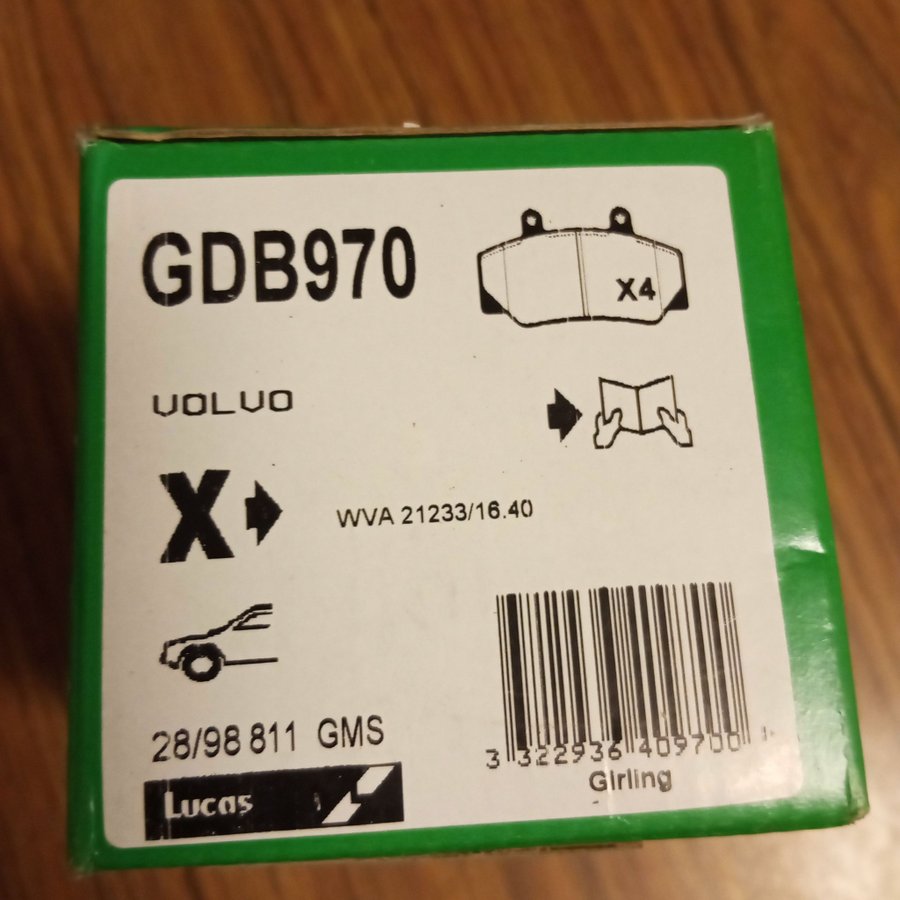 GDB970
X4
VOLVO
X
WVA 21233/16.40
28/98 811 GMS
3 322936 409700
Girling
Lucas